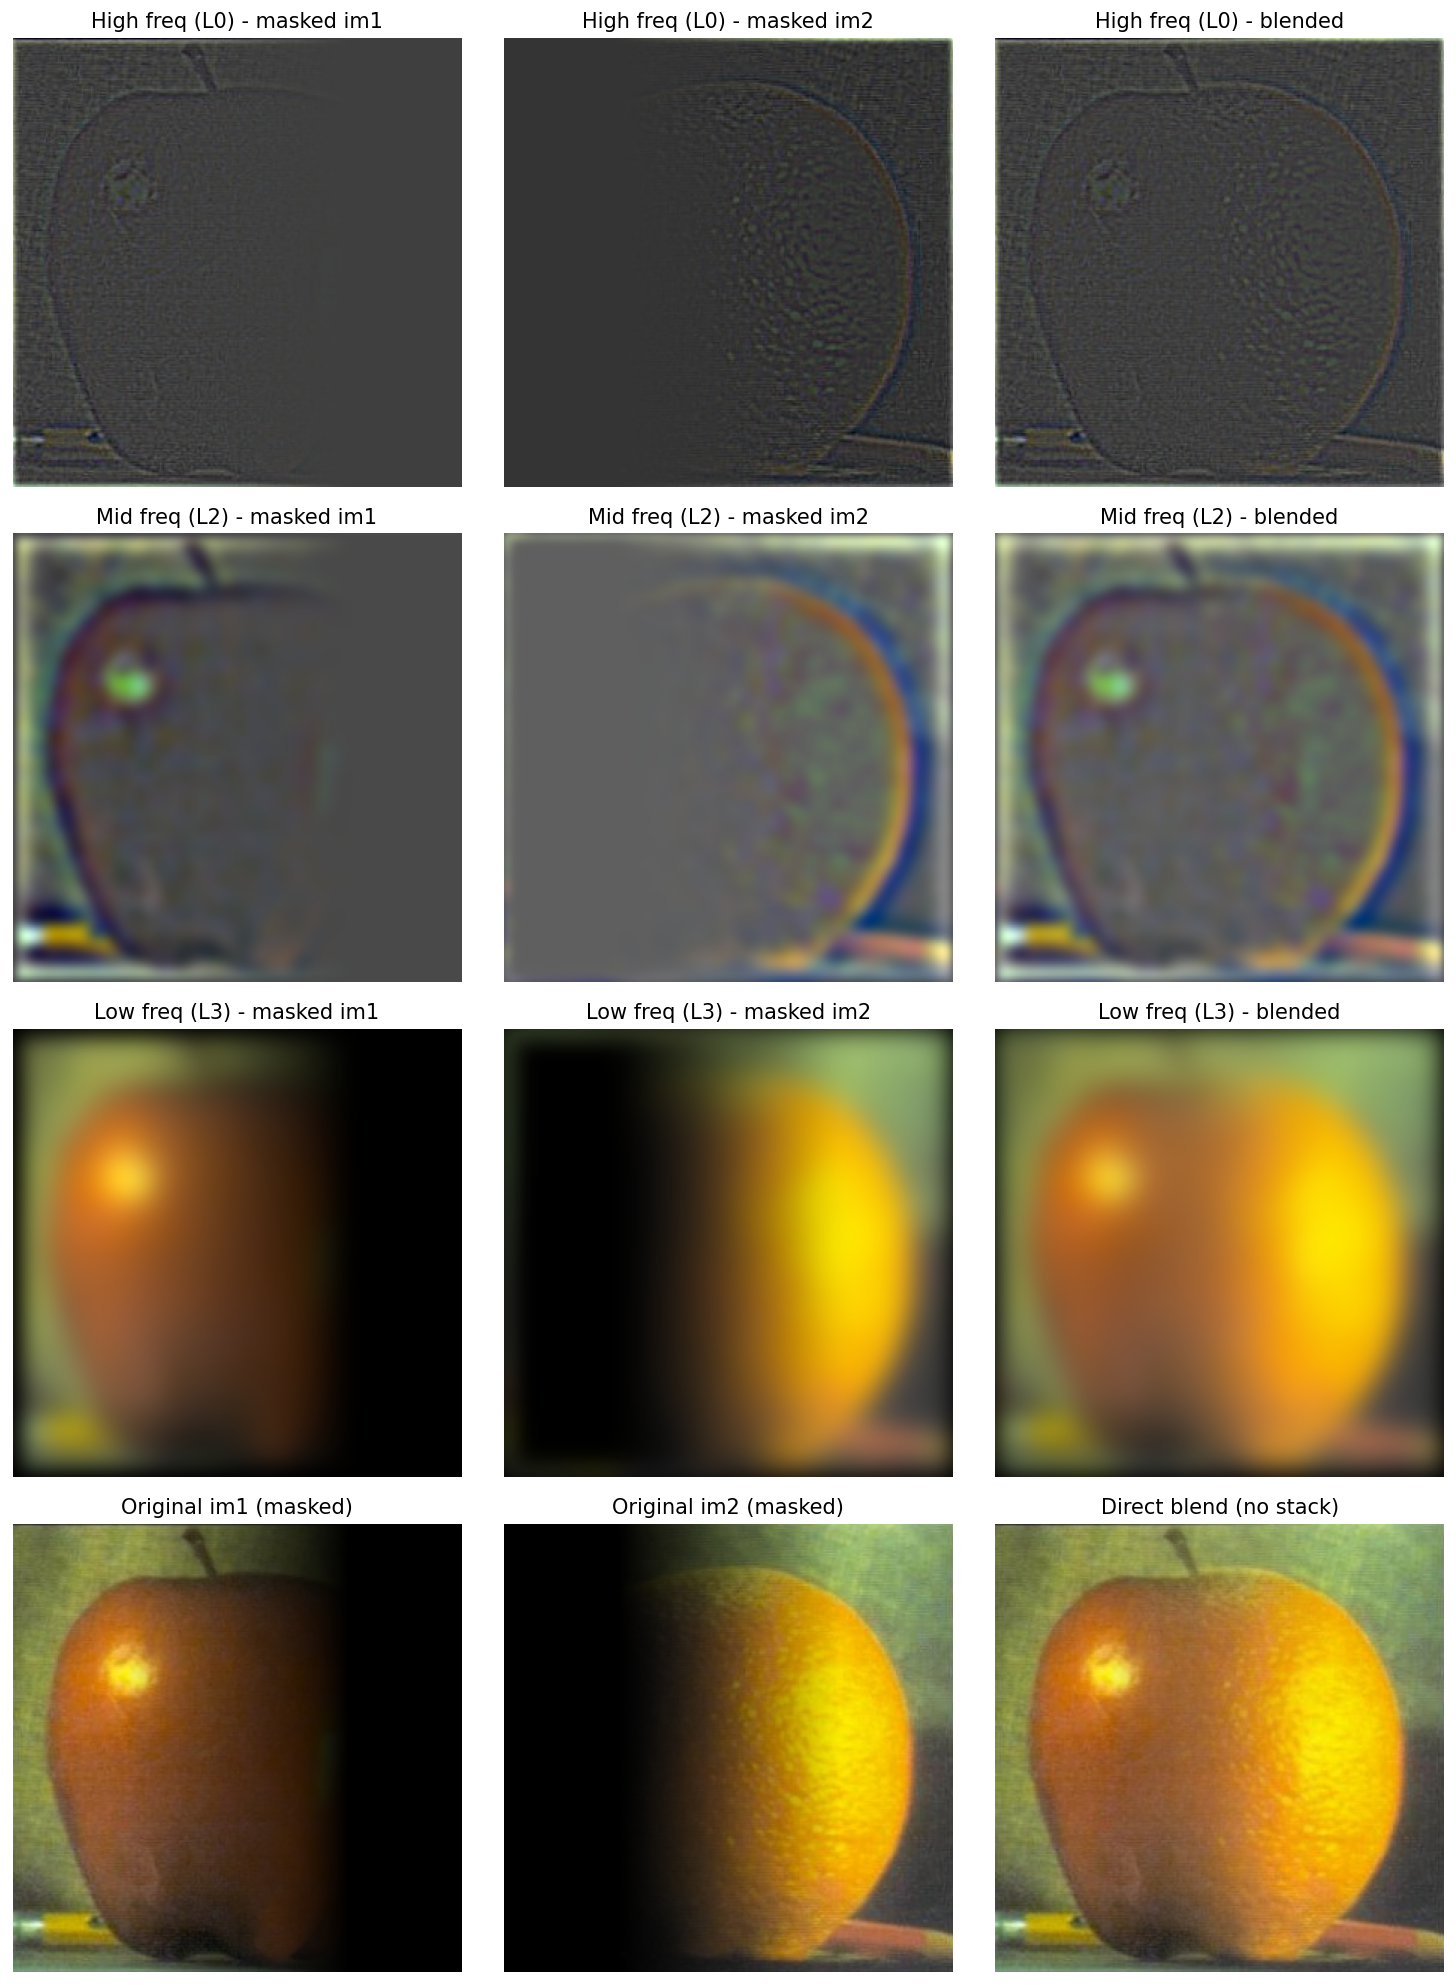 High freq (L0) - masked im1
High freq (L0) - masked im2
High freq (L0) - blended
Mid freq (L2) - masked im1
Mid freq (L2) - masked im2
Mid freq (L2) - blended
Low freq (L3) - masked im1
Low freq (L3) - masked im2
Low freq (L3) - blended
Original im1 (masked)
Original im2 (masked)
Direct blend (no stack)